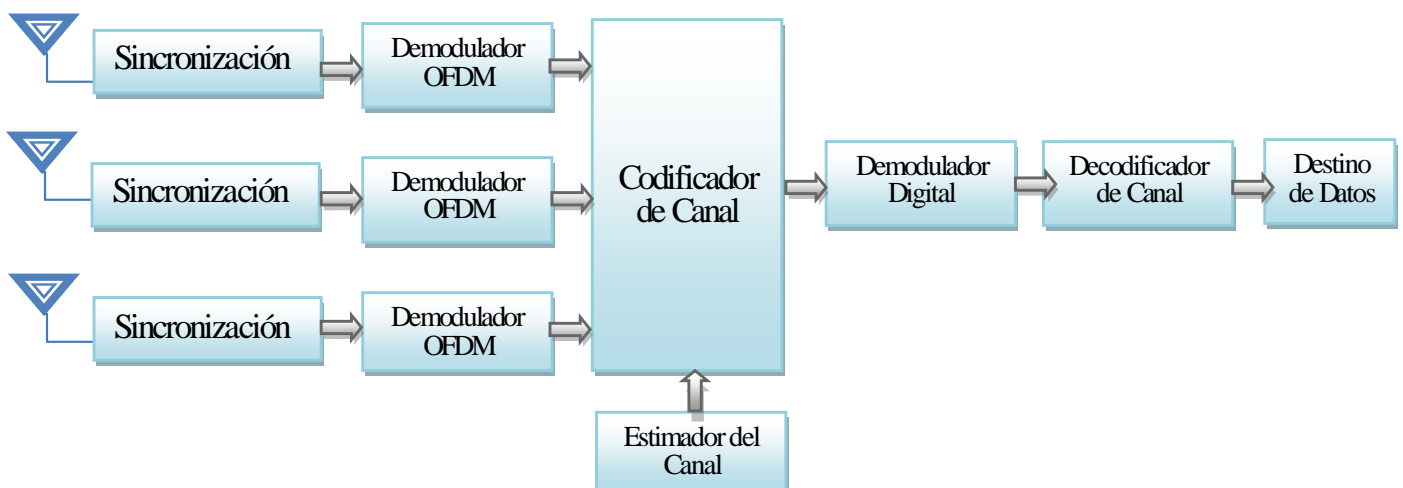 Sincronización
Demodulador
OFDM
Sincronización
Demodulador
OFDM
Sincronización
Demodulador
OFDM
Codificador
de Canal
Estimador del
Canal
Demodulador
Digital
Decodificador
de Canal
Destino
de Datos